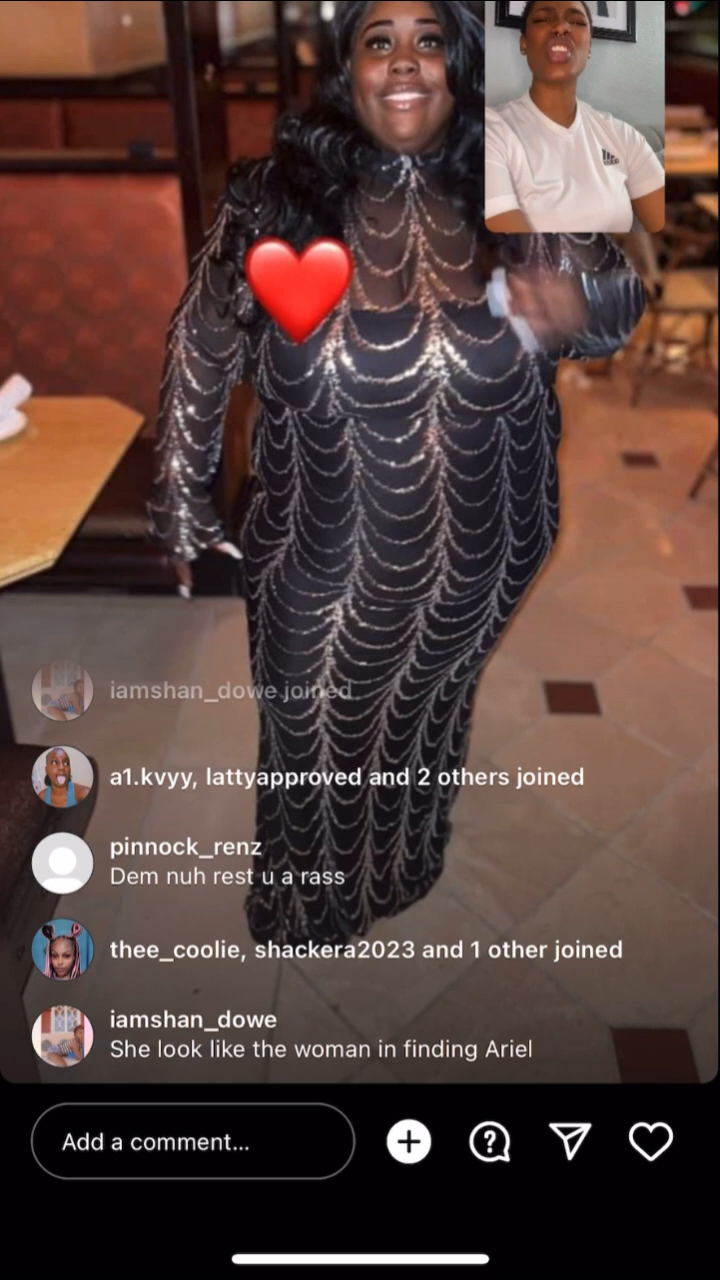 iamshan_dowe joined
a1.kvyy, lattyapproved and 2 others joined
pinnock_renz
Dem nuh rest u a rass
thee_coolie, shackera2023 and 1 other joined
iamshan_dowe
She look like the woman in finding Ariel
Add a comment...